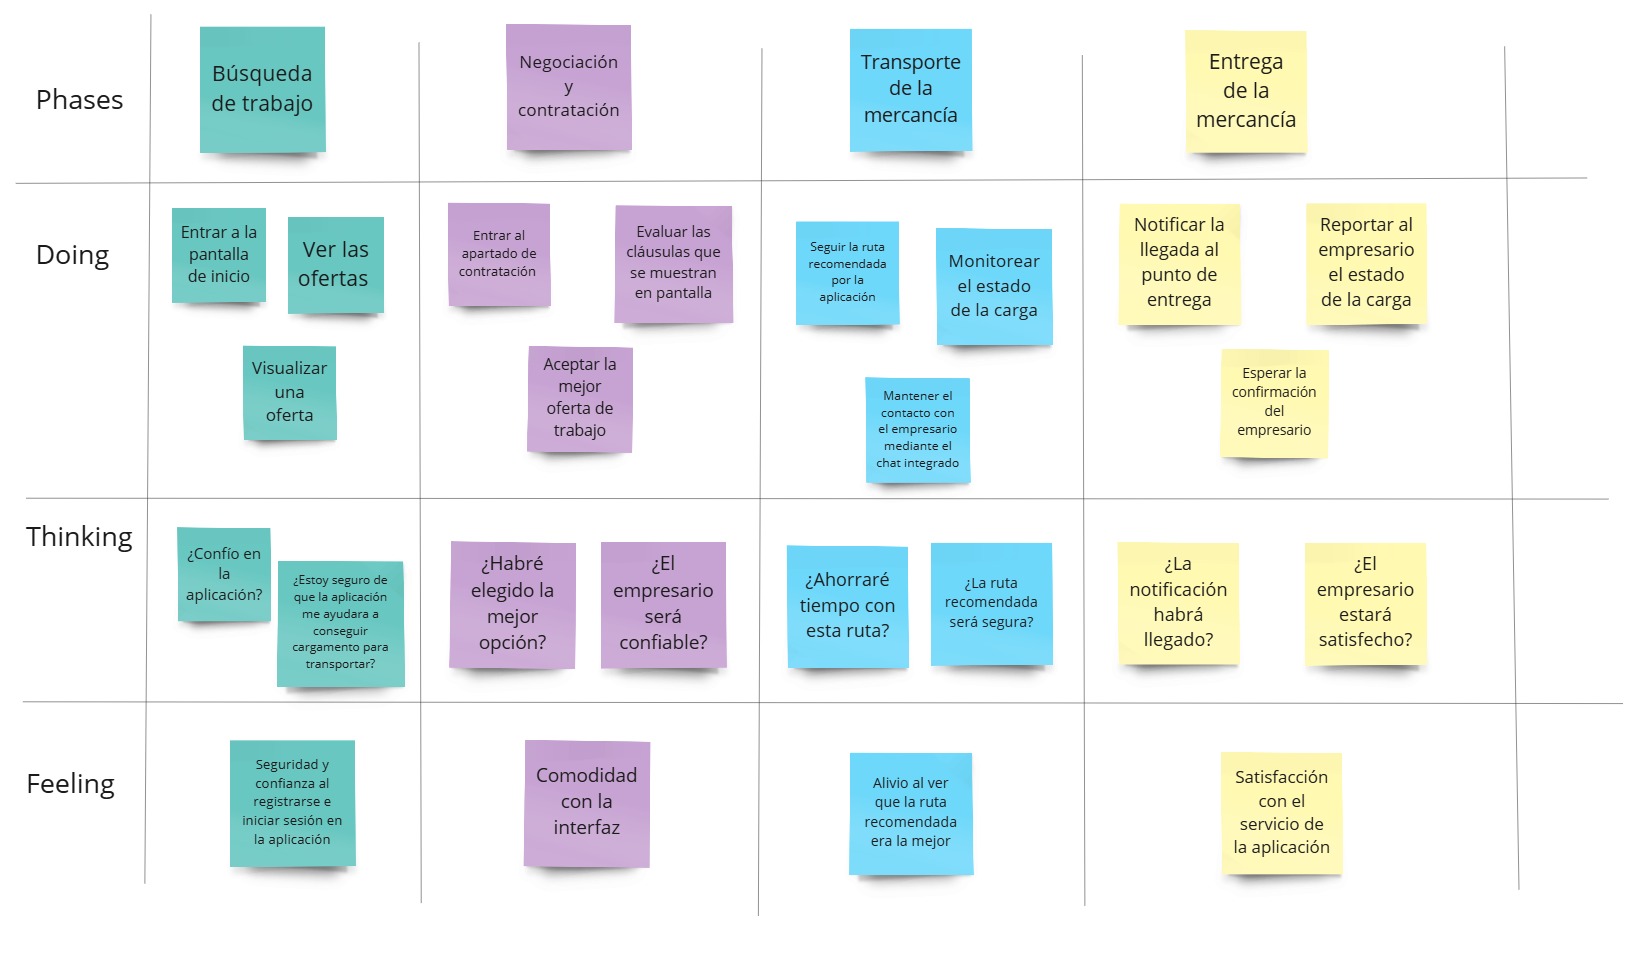 Phases
Búsqueda
de trabajo
Negociación
y
contratación
Transporte
de la
mercancía
Entrega
de la
mercancía
Doing
Entrar a la
pantalla
de inicio
Ver las
ofertas
Visualizar
una
oferta
Entrar al
apartado de
contratación
Evaluar las
cláusulas que
se muestran
en pantalla
Aceptar la
mejor
oferta de
trabajo
Seguir la ruta
recomendada
por la
aplicación
Monitorear
el estado
de la carga
Mantener el
contacto con
el empresario
mediante el
chat integrado
Notificar la
llegada al
punto de
entrega
Reportar al
empresario
el estado
de la carga
Esperar la
confirmación
del
empresario
Thinking
¿Confío en
la
aplicación?
¿Estoy seguro de
que la aplicación
me ayudara a
conseguir
cargamento para
transportar?
¿Habré
elegido la
mejor
opción?
¿El
empresario
será
confiable?
¿Ahorraré
tiempo con
esta ruta?
¿La ruta
recomendada
será segura?
¿La
notificación
habrá
llegado?
¿El
empresario
estará
satisfecho?
Feeling
Seguridad y
confianza al
registrarse e
iniciar sesión en
la aplicación
Comodidad
con la
interfaz
Alivio al ver
que la ruta
recomendada
era la mejor
Satisfacción
con el
servicio de
la aplicación